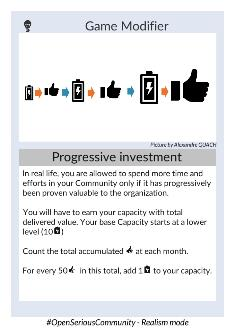 Game Modifier
Picture by Alexandre QUACH
Progressive investment
In real life, you are allowed to spend more time and
efforts in your Community only if it has progressively
been proven valuable to the organization.
You will have to earn your capacity with total
delivered value. Your base Capacity starts at a lower
level (10)
Count the total accumulated at each month.
For every 50 in this total, add 1 to your capacity.
#OpenSeriousCommunity - Realism mode